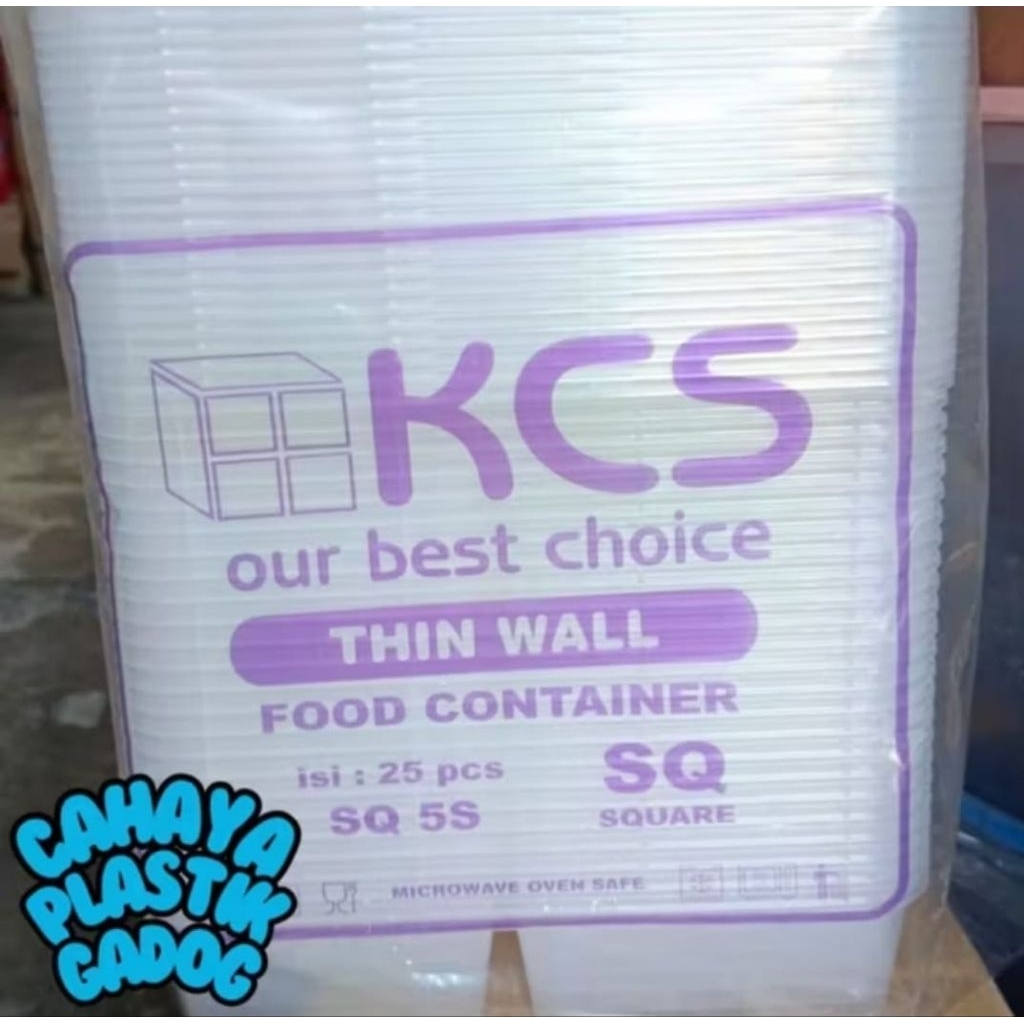 KCS
our best choice
THIN WALL
FOOD CONTAINER
isi : 25 pcs
SQ 5S
SQ
SQUARE
MICROWAVE OVEN SAFE
CAHAYA
PLASTIK
GADOG